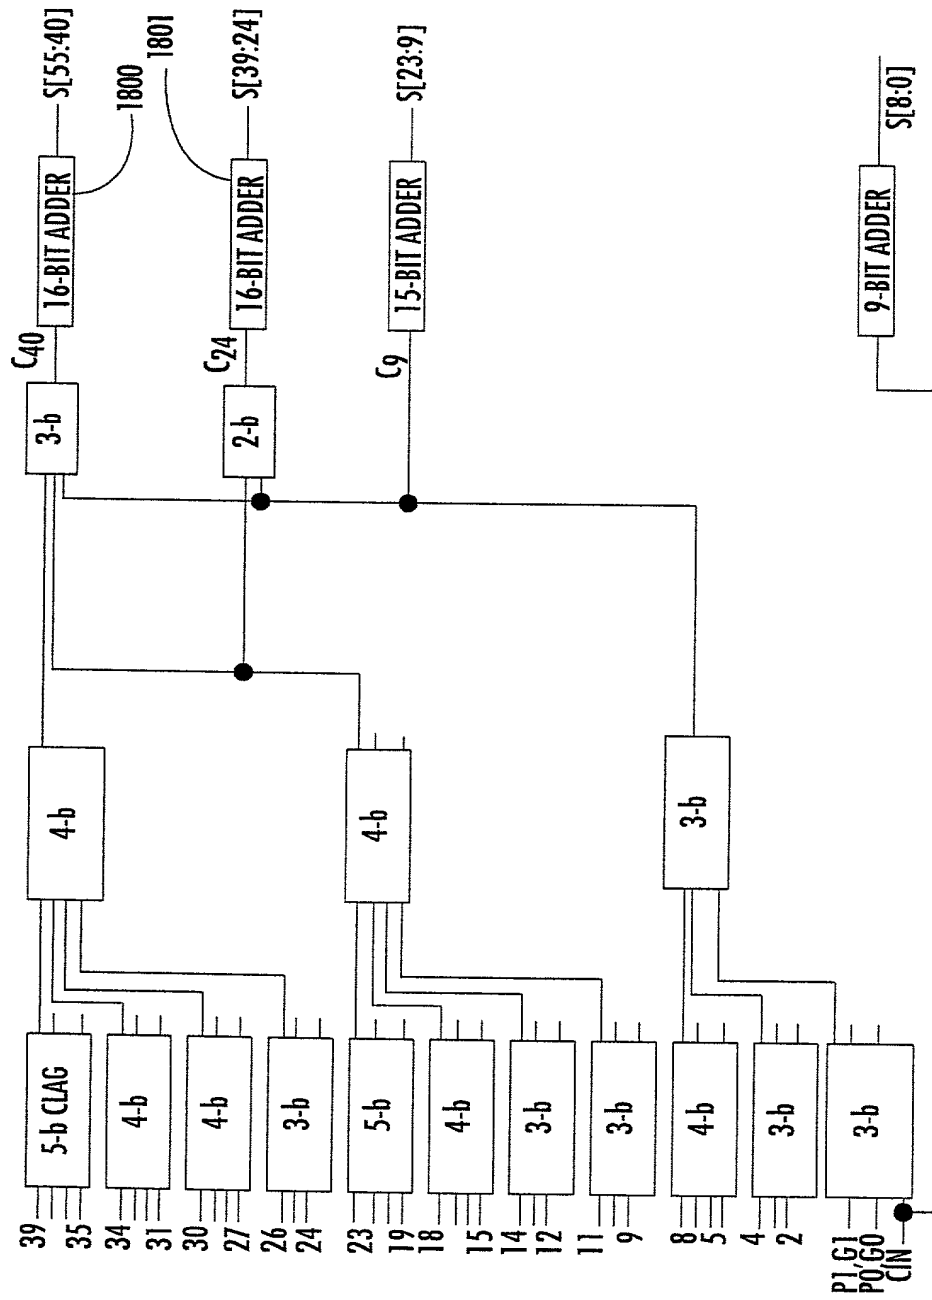 39
35
34
31
30
27
26
24
23
19
18
15
14
12
11
9
8
5
4
2
P1,G1
P0,G0
CIN
5-b CLAG
4-b
4-b
3-b
5-b
4-b
3-b
3-b
4-b
3-b
3-b
4-b
4-b
3-b
3-b
2-b
C40
C24
C9
16-BIT ADDER
16-BIT ADDER
15-BIT ADDER
9-BIT ADDER
S[55:40]
1800
1801
S[39:24]
S[23:9]
S[8:0]